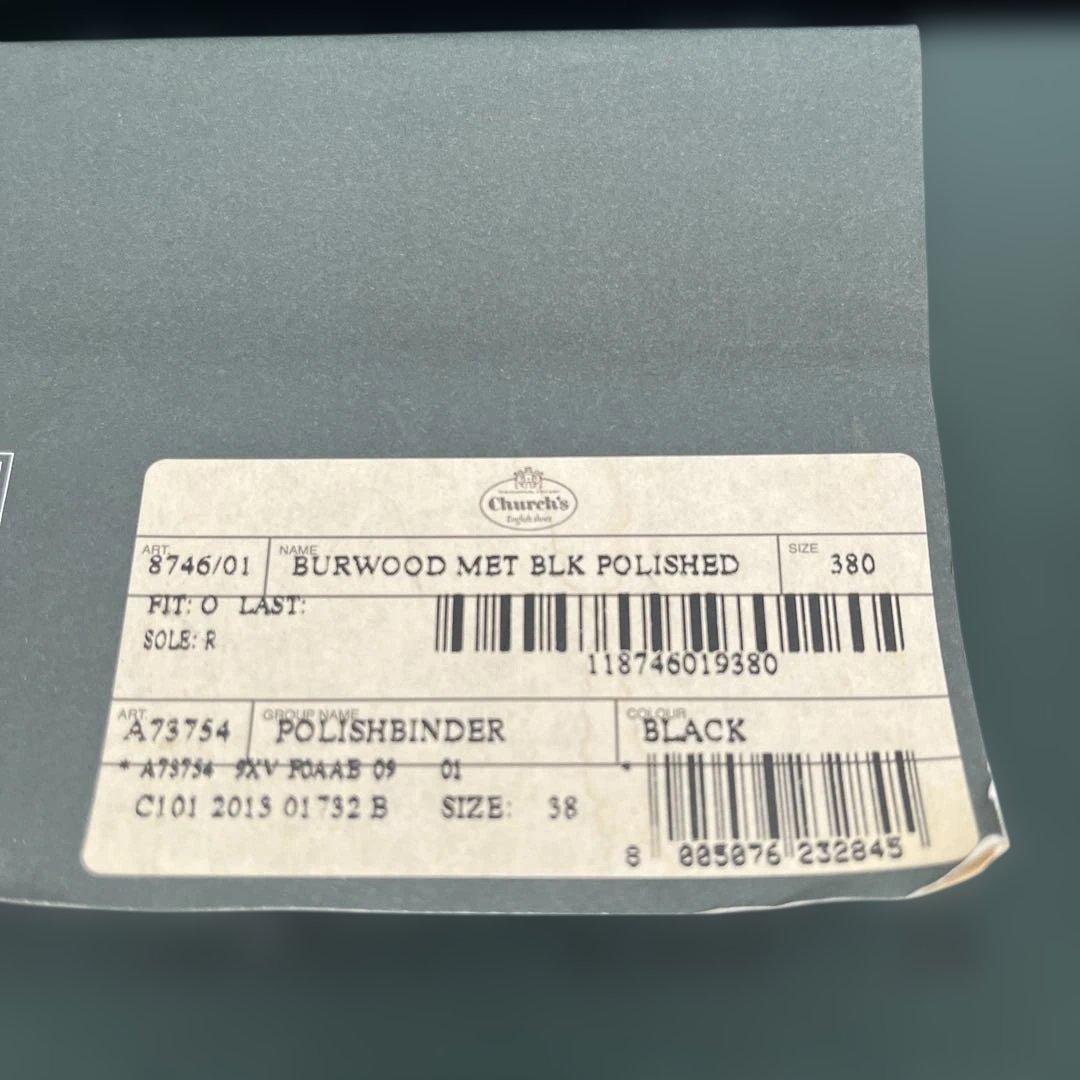 Church's
English shoes
ART. NAME SIZE
8746/01 BURWOOD MET BLK POLISHED 380
FIT: O LAST:
SOLE: R
118746019380
ART. GROUP NAME COLOUR
A73754 POLISHBINDER BLACK
* A73754 9XV F0AAB 09 01 *
C101 2013 01732 B SIZE: 38
8 005076 232845